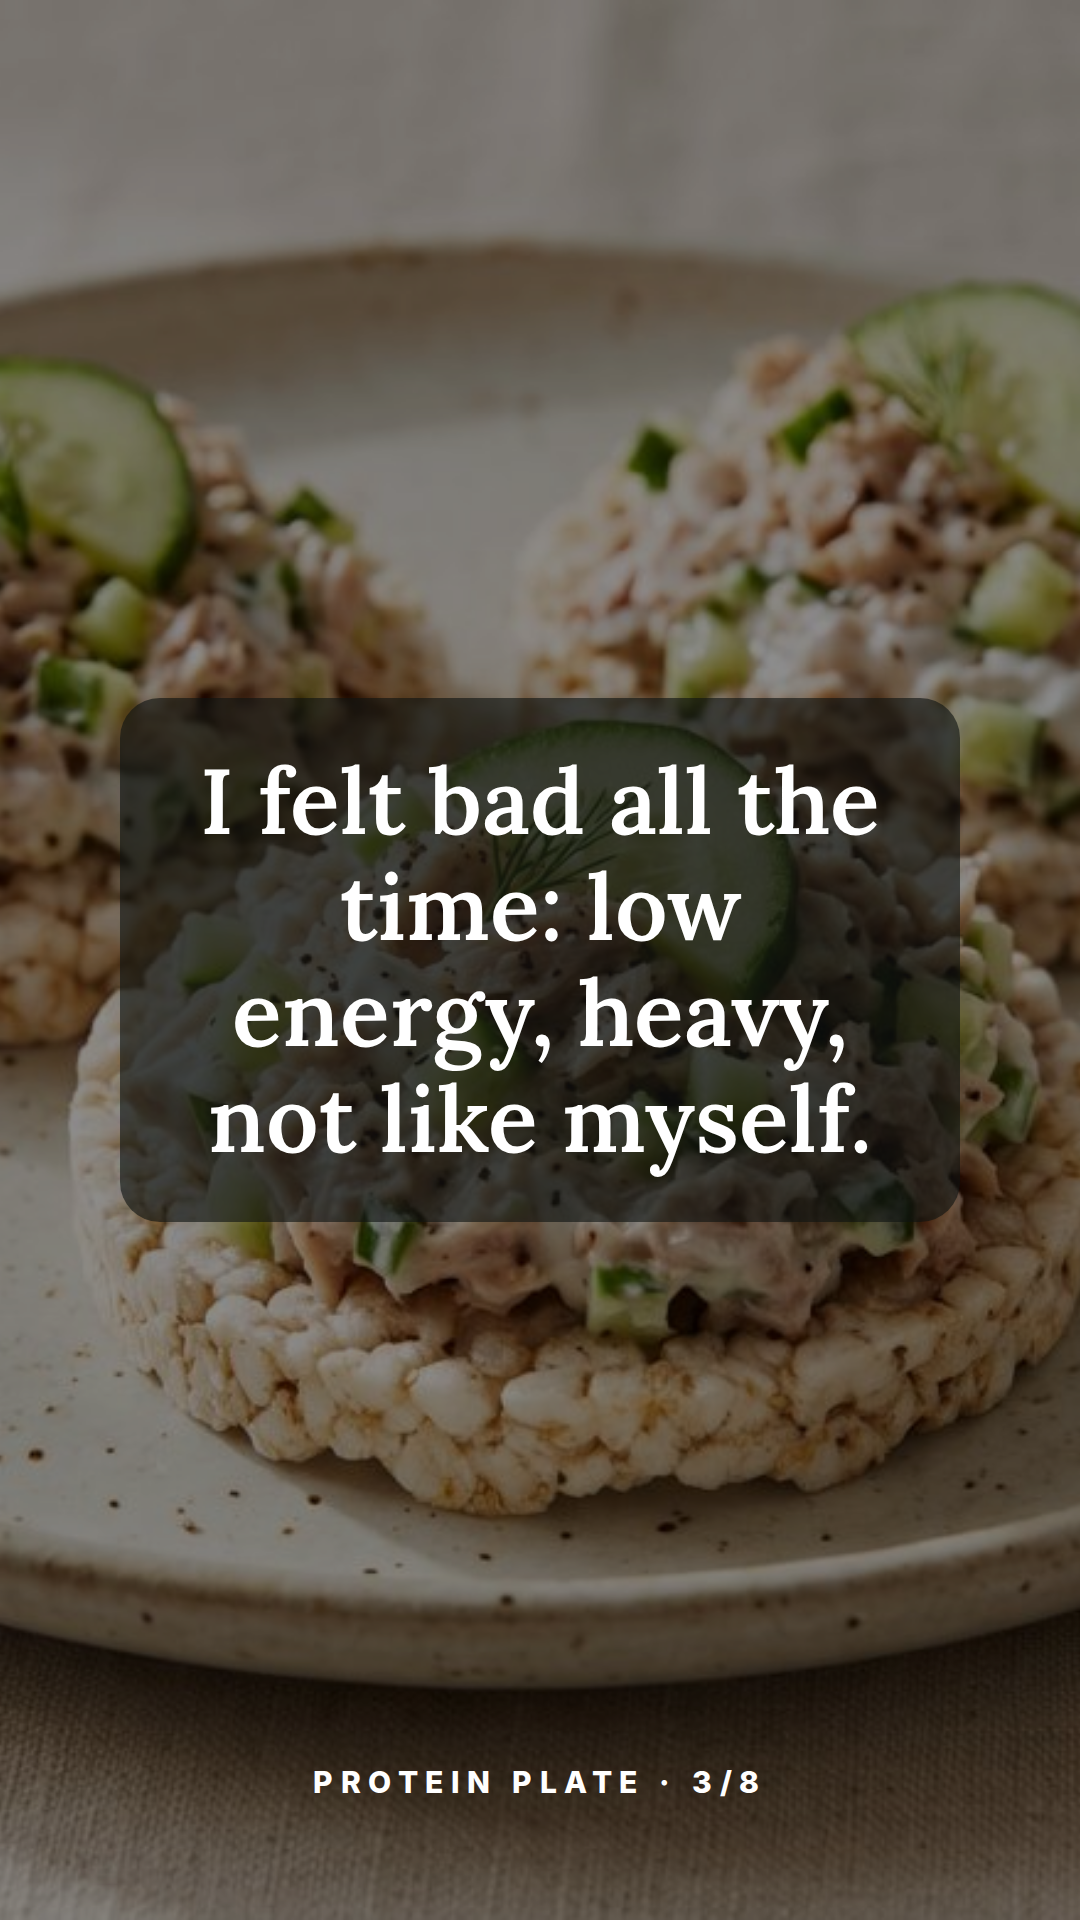 I felt bad all the
time: low
energy, heavy,
not like myself.
PROTEIN PLATE · 3/8